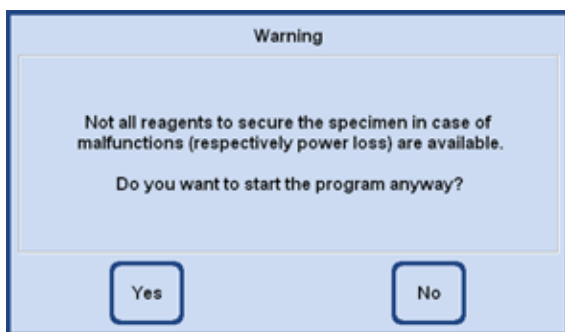 Warning
Not all reagents to secure the specimen in case of
malfunctions (respectively power loss) are available.
Do you want to start the program anyway?
Yes
No